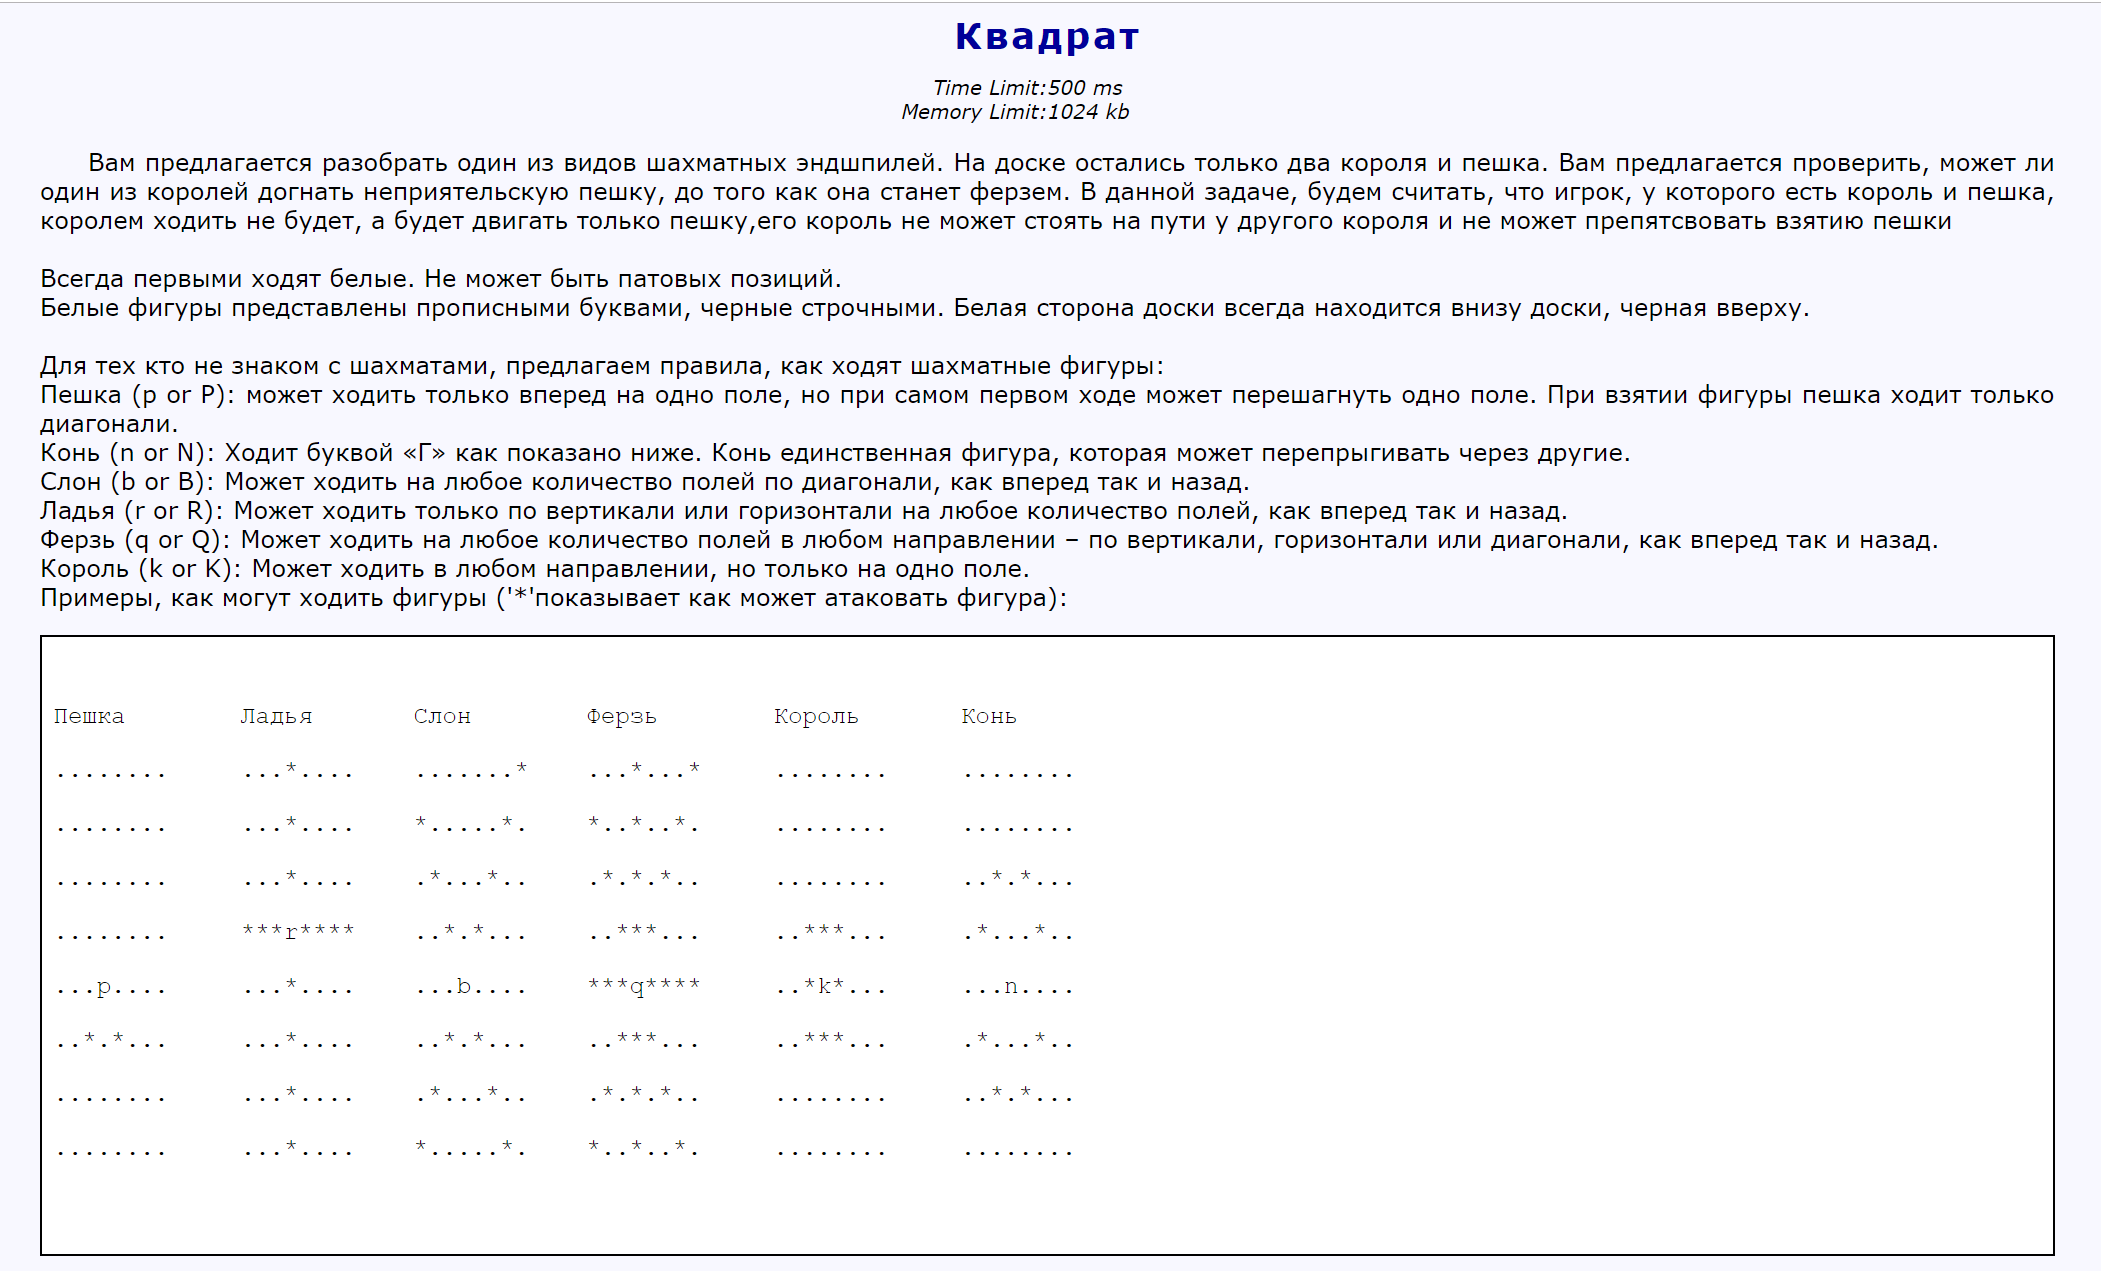 Квадрат
Time Limit:500 ms
Memory Limit:1024 kb
Вам предлагается разобрать один из видов шахматных эндшпилей. На доске остались только два короля и пешка. Вам предлагается проверить, может ли
один из королей догнать неприятельскую пешку, до того как она станет ферзем. В данной задаче, будем считать, что игрок, у которого есть король и пешка,
королем ходить не будет, а будет двигать только пешку,его король не может стоять на пути у другого короля и не может препятсвовать взятию пешки
Всегда первыми ходят белые. Не может быть патовых позиций.
Белые фигуры представлены прописными буквами, черные строчными. Белая сторона доски всегда находится внизу доски, черная вверху.
Для тех кто не знаком с шахматами, предлагаем правила, как ходят шахматные фигуры:
Пешка (p or P): может ходить только вперед на одно поле, но при самом первом ходе может перешагнуть одно поле. При взятии фигуры пешка ходит только
диагонали.
Конь (n or N): Ходит буквой «Г» как показано ниже. Конь единственная фигура, которая может перепрыгивать через другие.
Слон (b or B): Может ходить на любое количество полей по диагонали, как вперед так и назад.
Ладья (r or R): Может ходить только по вертикали или горизонтали на любое количество полей, как вперед так и назад.
Ферзь (q or Q): Может ходить на любое количество полей в любом направлении – по вертикали, горизонтали или диагонали, как вперед так и назад.
Король (k or K): Может ходить в любом направлении, но только на одно поле.
Примеры, как могут ходить фигуры ('*'показывает как может атаковать фигура):
Пешка Ладья Слон Ферзь Король Конь
........ ...*.... .......* ...*...* ........ ........
........ ...*.... *.....*. *..*..*. ........ ........
........ ...*.... .*...*.. .*.*.*.. ........ ..*.*...
........ ***r**** ..*.*... ..***... ..***... .*...*..
...p.... ...*.... ...b.... ***q**** ..*k*... ...n....
..*.*... ...*.... ..*.*... ..***... ..***... .*...*..
........ ...*.... .*...*.. .*.*.*.. ........ ..*.*...
........ ...*.... *.....*. *..*..*. ........ ........